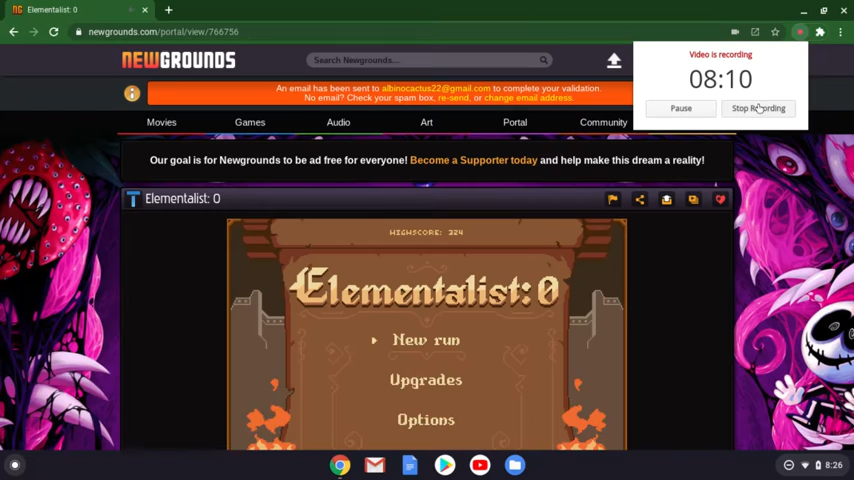 Elementalist: 0
newgrounds.com/portal/view/766756
NEWGROUNDS
Search Newgrounds...
Video is recording
08:10
Pause
Stop Recording
An email has been sent to albinocactus22@gmail.com to complete your validation.
No email? Check your spam box, re-send, or change email address.
Movies Games Audio Art Portal Community
Our goal is for Newgrounds to be ad free for everyone! Become a Supporter today and help make this dream a reality!
Elementalist: 0
HIGHSCORE: 324
Elementalist:0
New run
Upgrades
Options
8:26